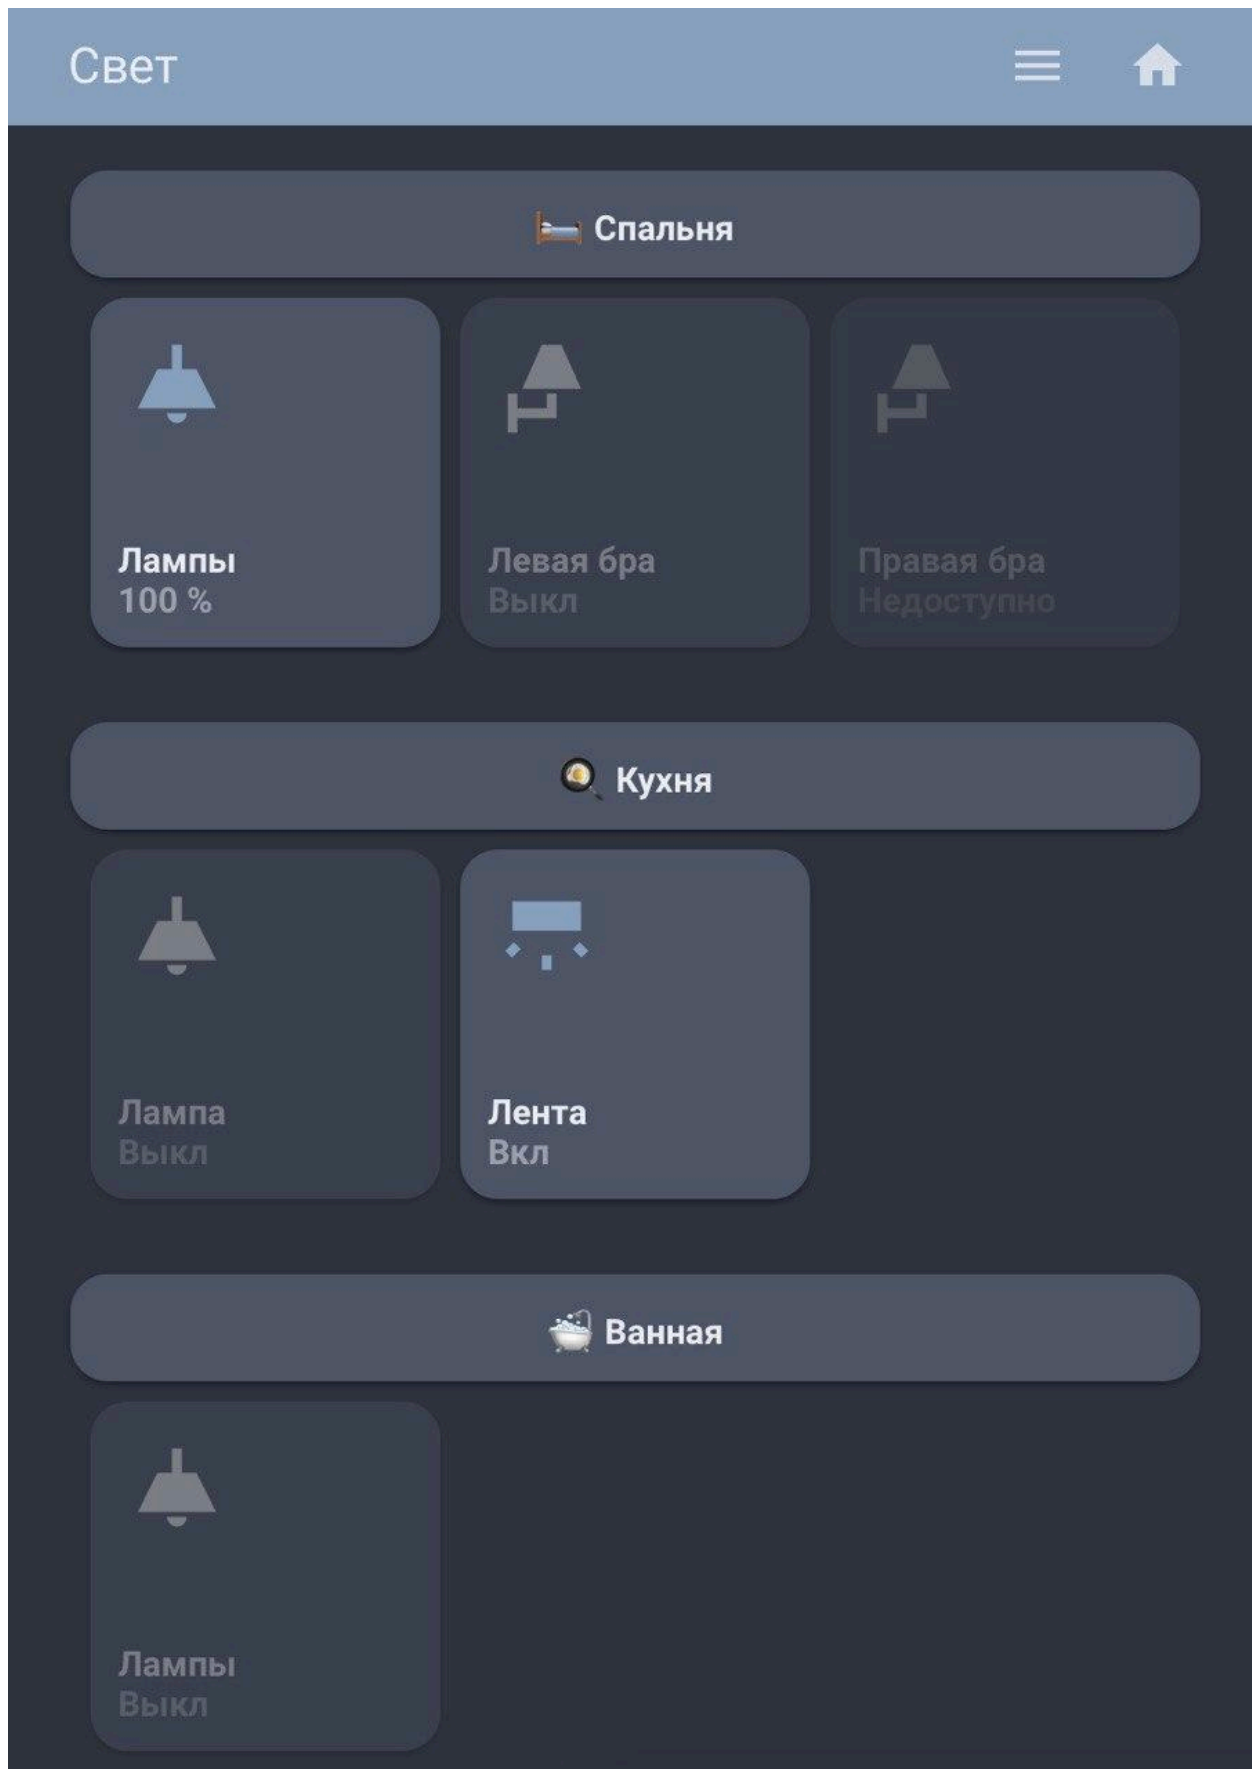 Свет
Спальня
Лампы
100 %
Левая бра
Выкл
Правая бра
Недоступно
Кухня
Лампа
Выкл
Лента
Вкл
Ванная
Лампы
Выкл